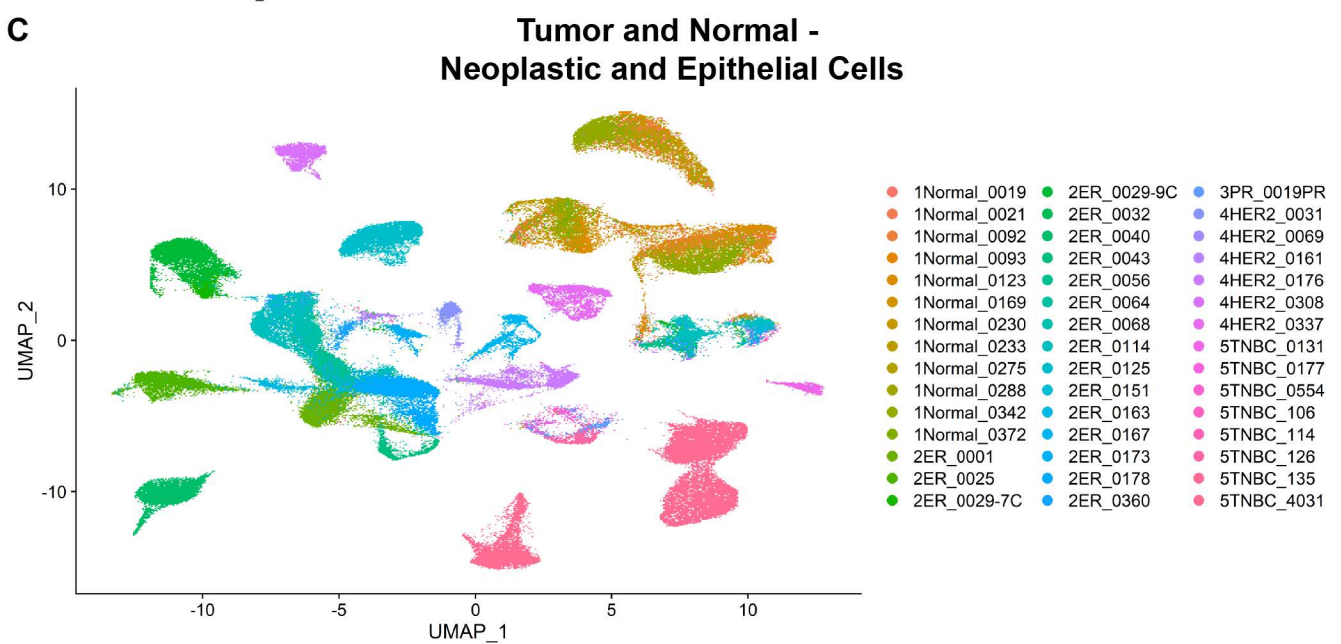 C
Tumor and Normal -
Neoplastic and Epithelial Cells
UMAP_2
10
0
-10
-10
-5
0
5
10
UMAP_1
1Normal_0019
1Normal_0021
1Normal_0092
1Normal_0093
1Normal_0123
1Normal_0169
1Normal_0230
1Normal_0233
1Normal_0275
1Normal_0288
1Normal_0342
1Normal_0372
2ER_0001
2ER_0025
2ER_0029-7C
2ER_0029-9C
2ER_0032
2ER_0040
2ER_0043
2ER_0056
2ER_0064
2ER_0068
2ER_0114
2ER_0125
2ER_0151
2ER_0163
2ER_0167
2ER_0173
2ER_0178
2ER_0360
3PR_0019PR
4HER2_0031
4HER2_0069
4HER2_0161
4HER2_0176
4HER2_0308
4HER2_0337
5TNBC_0131
5TNBC_0177
5TNBC_0554
5TNBC_106
5TNBC_114
5TNBC_126
5TNBC_135
5TNBC_4031